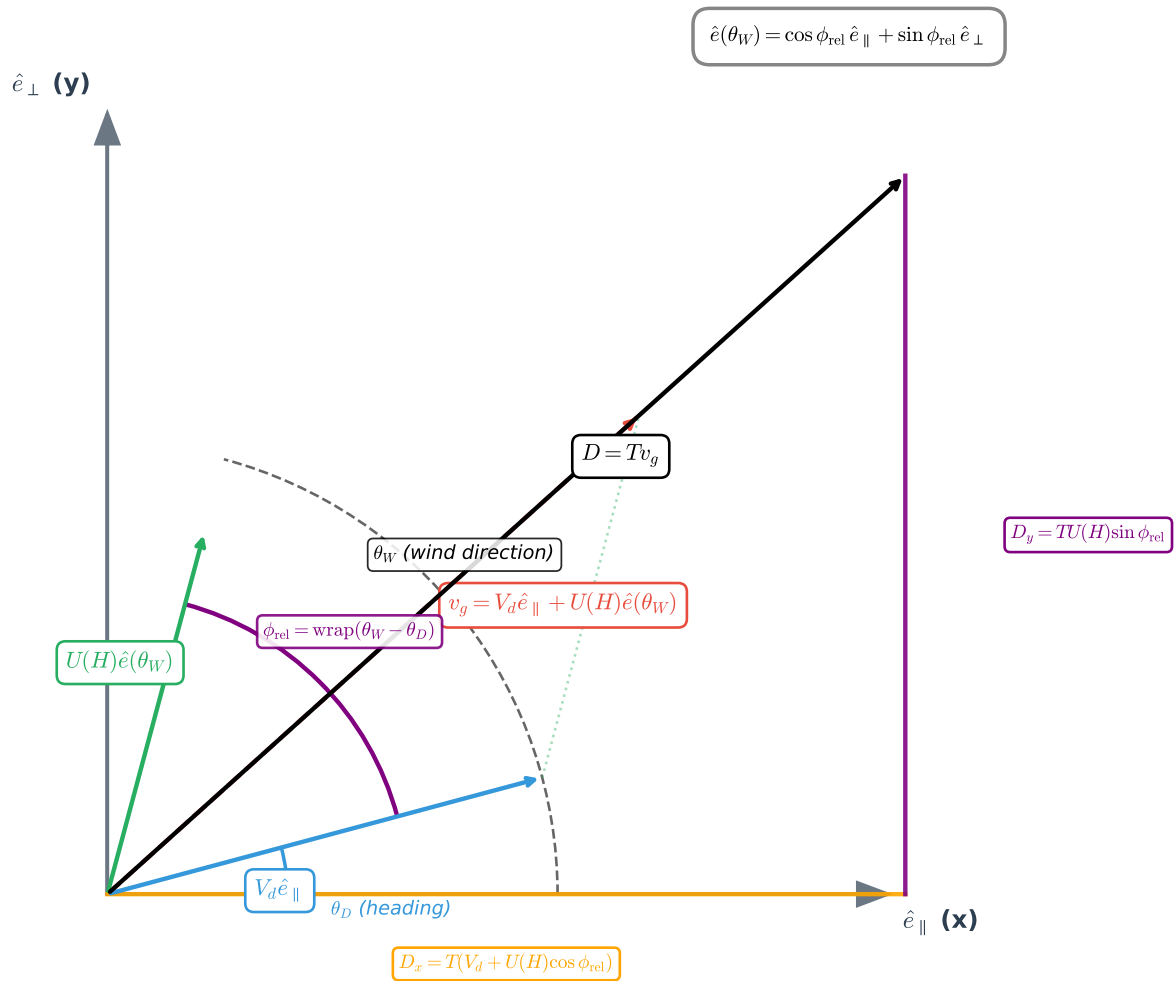 ê(θ_W) = cos ϕ_rel ê_∥ + sin ϕ_rel ê_⊥
ê_⊥ (y)
D = Tv_g
D_y = TU(H)sin ϕ_rel
θ_W (wind direction)
v_g = V_d ê_∥ + U(H)ê(θ_W)
ϕ_rel = wrap(θ_W − θ_D)
U(H)ê(θ_W)
V_d ê_∥
θ_D (heading)
ê_∥ (x)
D_x = T(V_d + U(H)cos ϕ_rel)